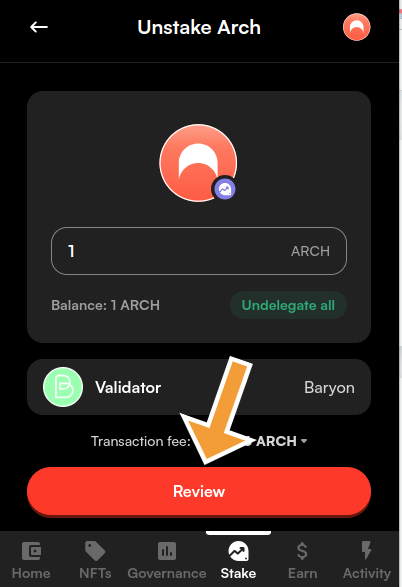 Unstake Arch
1 ARCH
Balance: 1 ARCH Undelegate all
Validator Baryon
Transaction fee: ARCH
Review
Home NFTs Governance Stake Earn Activity